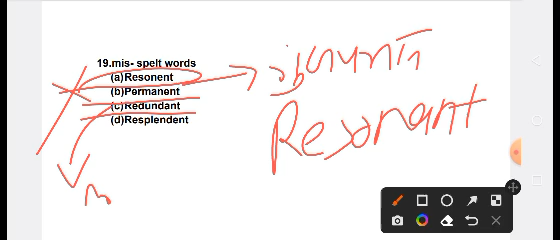 19.mis- spelt words
(a)Resonent
(b)Permanent
(c)Redundant
(d)Resplendent
Resonant